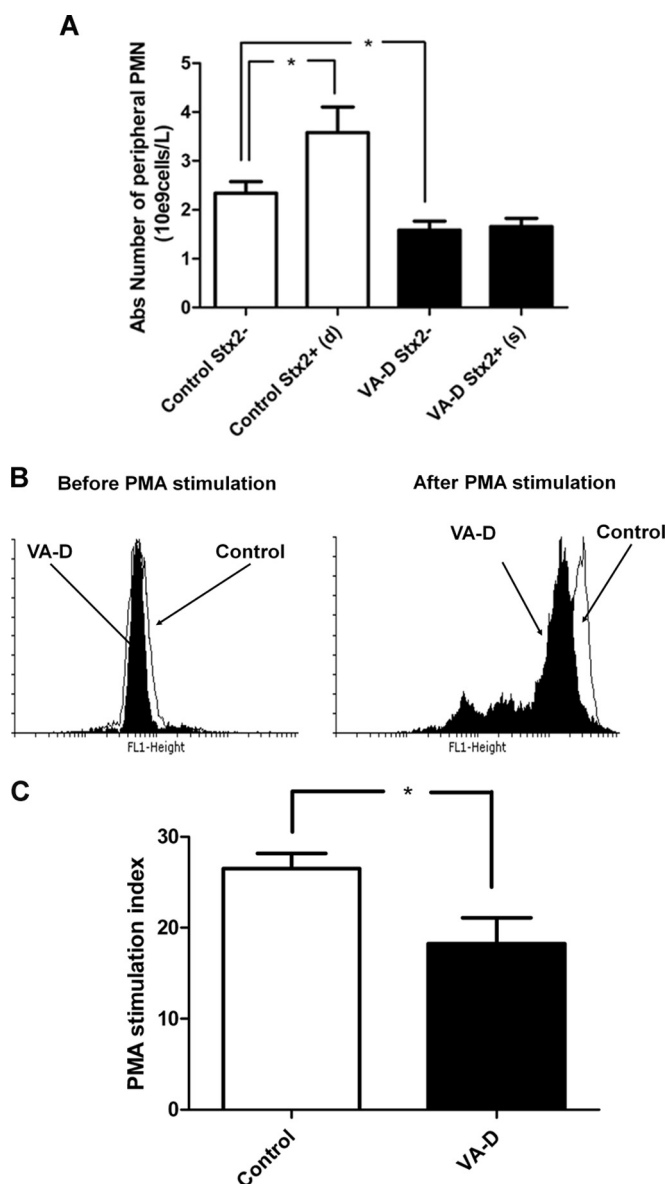 A
*
*
Abs Number of peripheral PMN
(10e9cells/L)
5
4
3
2
1
0
Control Stx2-
Control Stx2+ (d)
VA-D Stx2-
VA-D Stx2+ (s)
B
Before PMA stimulation
After PMA stimulation
VA-D
Control
VA-D
Control
FL1-Height
FL1-Height
C
*
PMA stimulation index
30
20
10
0
Control
VA-D